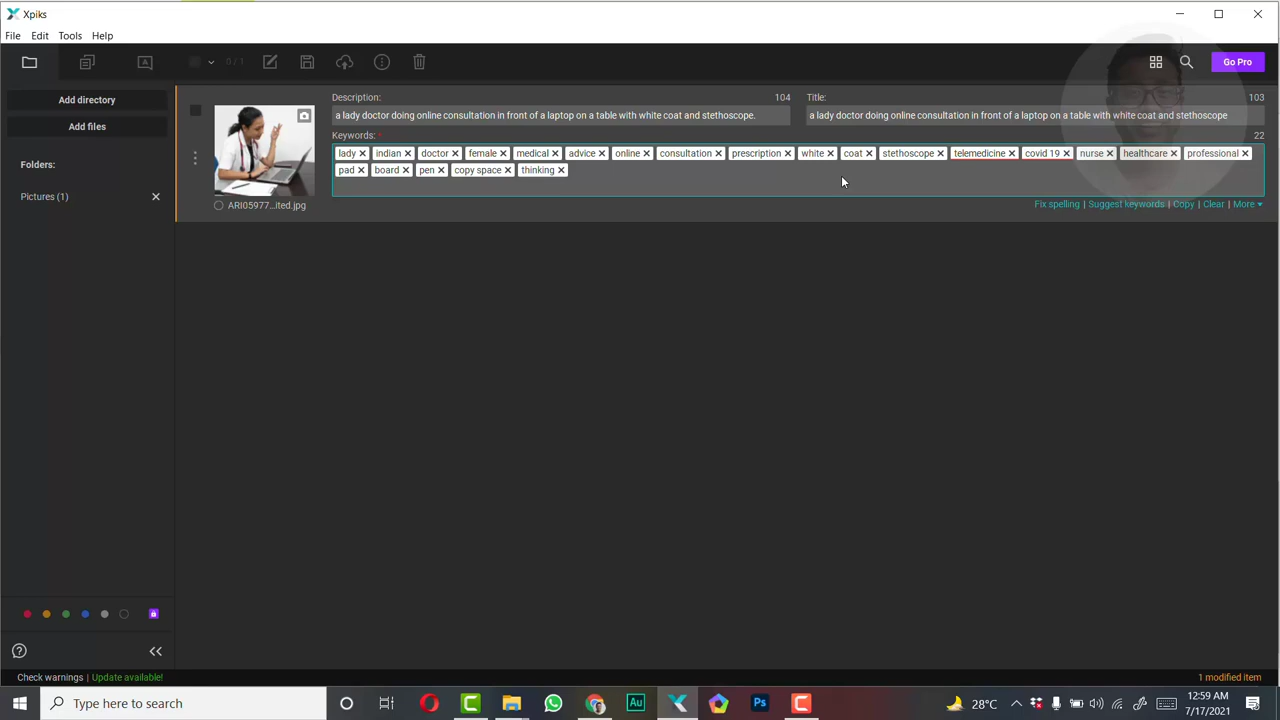 Xpiks
File Edit Tools Help
0 / 1
Go Pro
Add directory
Add files
Folders:
Pictures (1)
Description: 104
a lady doctor doing online consultation in front of a laptop on a table with white coat and stethoscope.
Title: 103
a lady doctor doing online consultation in front of a laptop on a table with white coat and stethoscope
Keywords: * 22
lady indian doctor female medical advice online consultation prescription white coat stethoscope telemedicine covid 19 nurse healthcare professional
pad board pen copy space thinking
Fix spelling | Suggest keywords | Copy | Clear | More
ARI05977...ited.jpg
Check warnings | Update available!
1 modified item
Type here to search
Au
Ps
28°C
12:59 AM
7/17/2021